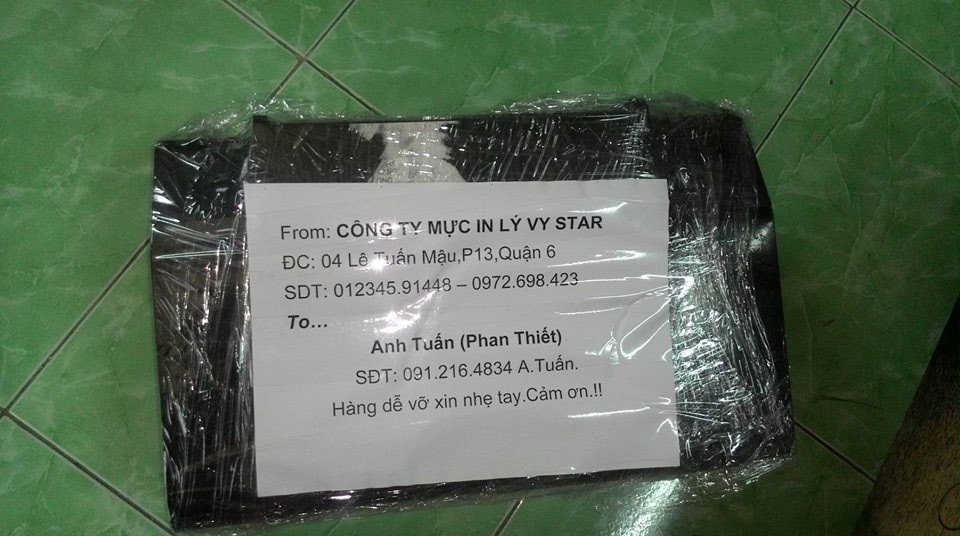 From: CÔNG TY MỰC IN LÝ VY STAR
ĐC: 04 Lê Tuấn Mậu,P13,Quận 6
SDT: 012345.91448 – 0972.698.423
To...
Anh Tuấn (Phan Thiết)
SĐT: 091.216.4834 A.Tuấn.
Hàng dễ vỡ xin nhẹ tay.Cảm ơn.!!